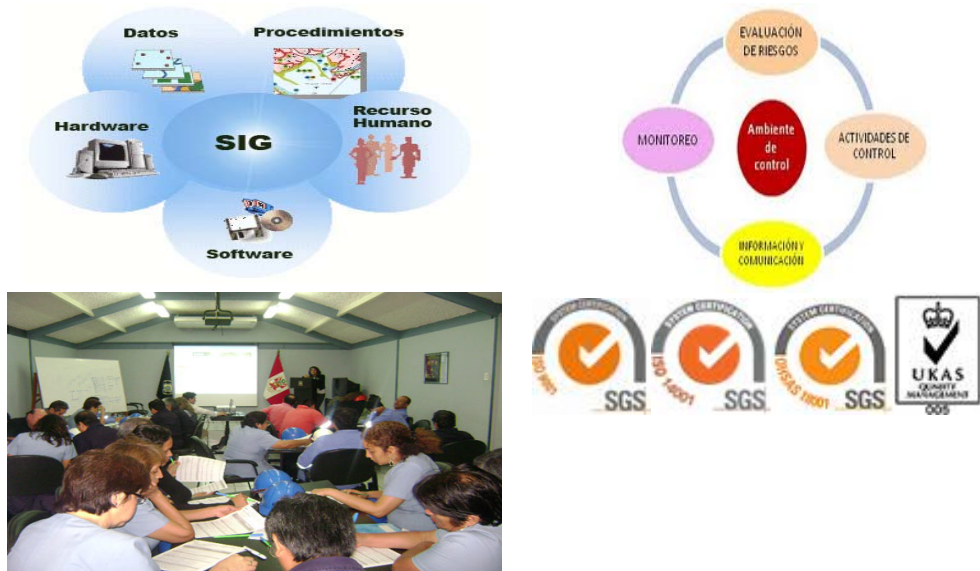 Datos
Procedimientos
Hardware
SIG
Recurso
Humano
Software
EVALUACIÓN
DE RIESGOS
MONITOREO
Ambiente
de
control
ACTIVIDADES DE
CONTROL
INFORMACIÓN Y
COMUNICACIÓN
SYSTEM CERTIFICATION
ISO 9001
SGS
SYSTEM CERTIFICATION
ISO 14001
SGS
SYSTEM CERTIFICATION
OHSAS 18001
SGS
UKAS
QUALITY
MANAGEMENT
005